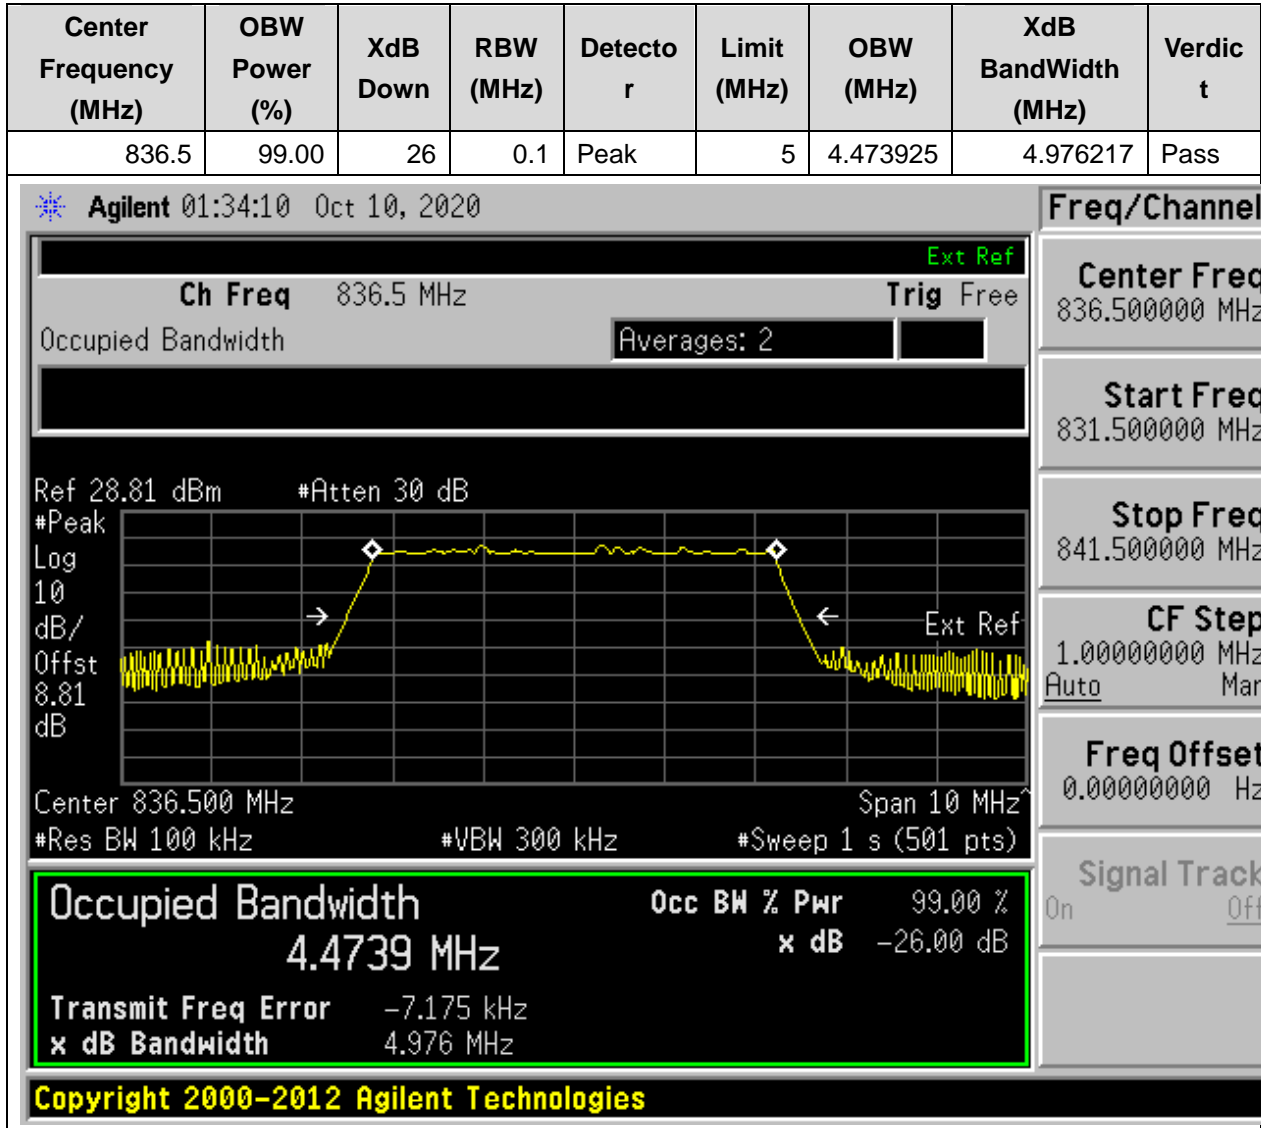 Center Frequency (MHz) OBW Power (%) XdB Down RBW (MHz) Detecto r Limit (MHz) OBW (MHz) XdB BandWidth (MHz) Verdic t
836.5 99.00 26 0.1 Peak 5 4.473925 4.976217 Pass
Agilent 01:34:10 Oct 10, 2020
Freq/Channel
Ext Ref
Ch Freq 836.5 MHz Trig Free
Occupied Bandwidth Averages: 2
Center Freq
836.500000 MHz
Start Freq
831.500000 MHz
Stop Freq
841.500000 MHz
CF Step
1.00000000 MHz
Auto Man
Freq Offset
0.00000000 Hz
Signal Track
On Off
Ref 28.81 dBm #Atten 30 dB
#Peak
Log
10
dB/
Offst
8.81
dB
Ext Ref
Center 836.500 MHz Span 10 MHz^
#Res BW 100 kHz #VBW 300 kHz #Sweep 1 s (501 pts)
Occupied Bandwidth Occ BW % Pwr 99.00 %
4.4739 MHz x dB -26.00 dB
Transmit Freq Error -7.175 kHz
x dB Bandwidth 4.976 MHz
Copyright 2000-2012 Agilent Technologies